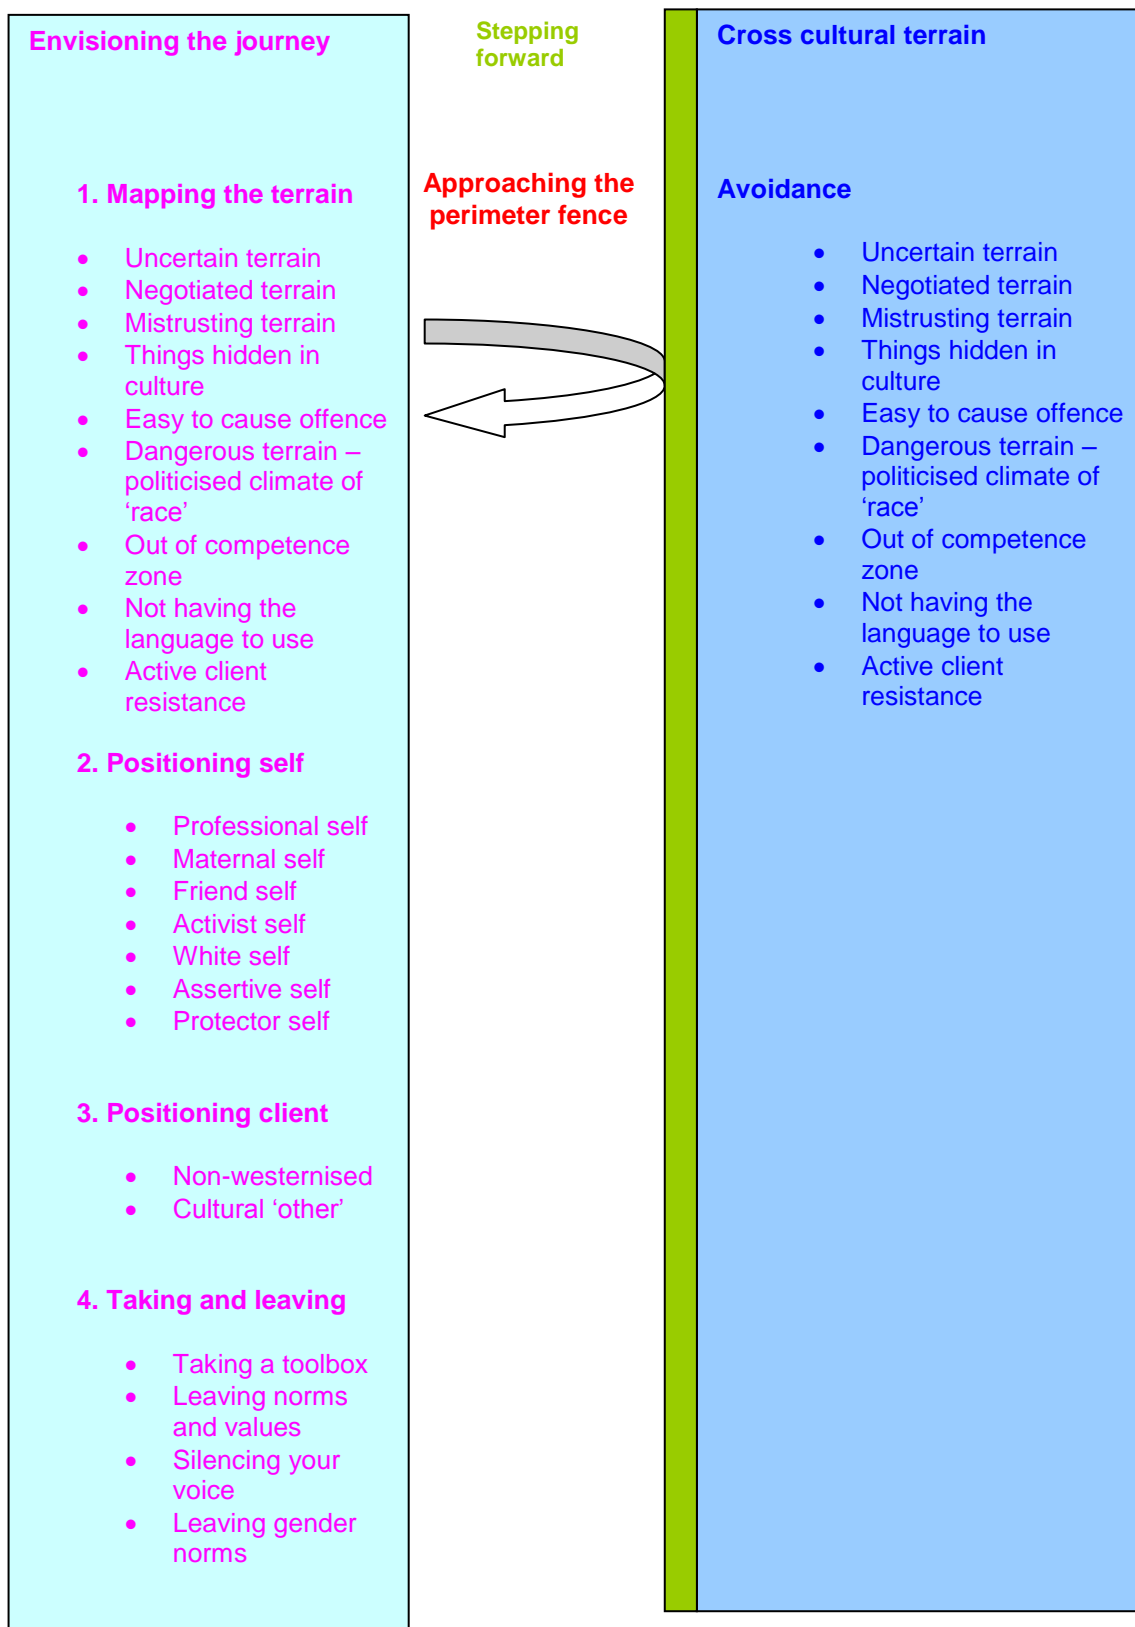 Envisioning the journey
1. Mapping the terrain
• Uncertain terrain
• Negotiated terrain
• Mistrusting terrain
• Things hidden in
culture
• Easy to cause offence
• Dangerous terrain –
politicised climate of
‘race’
• Out of competence
zone
• Not having the
language to use
• Active client
resistance
2. Positioning self
• Professional self
• Maternal self
• Friend self
• Activist self
• White self
• Assertive self
• Protector self
3. Positioning client
• Non-westernised
• Cultural ‘other’
4. Taking and leaving
• Taking a toolbox
• Leaving norms
and values
• Silencing your
voice
• Leaving gender
norms
Stepping
forward
Approaching the
perimeter fence
Cross cultural terrain
Avoidance
• Uncertain terrain
• Negotiated terrain
• Mistrusting terrain
• Things hidden in
culture
• Easy to cause offence
• Dangerous terrain –
politicised climate of
‘race’
• Out of competence
zone
• Not having the
language to use
• Active client
resistance